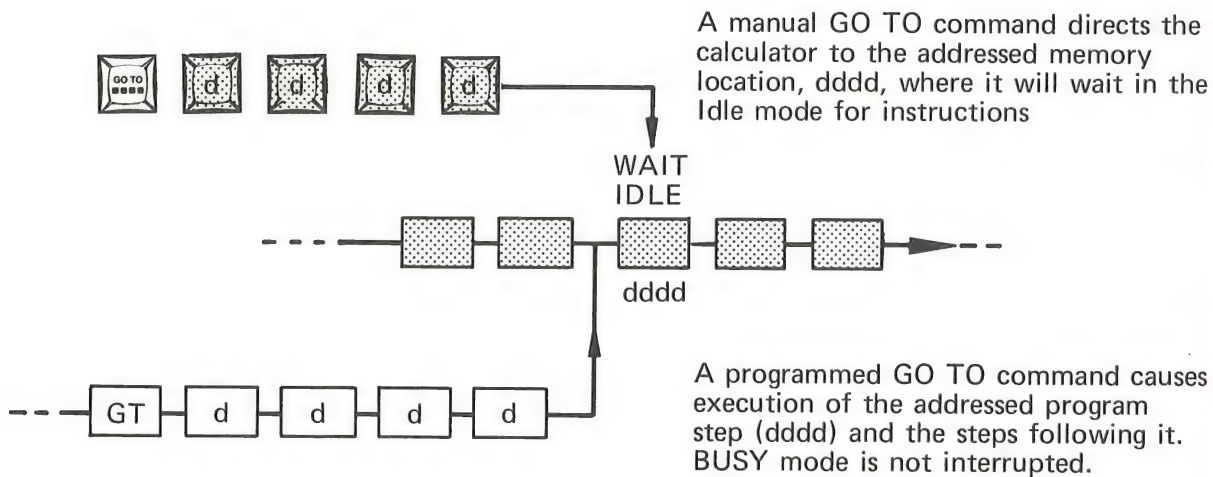 A manual GO TO command directs the
calculator to the addressed memory
location, dddd, where it will wait in the
Idle mode for instructions
GO TO
d d d d
WAIT
IDLE
dddd
GT d d d d
A programmed GO TO command causes
execution of the addressed program
step (dddd) and the steps following it.
BUSY mode is not interrupted.